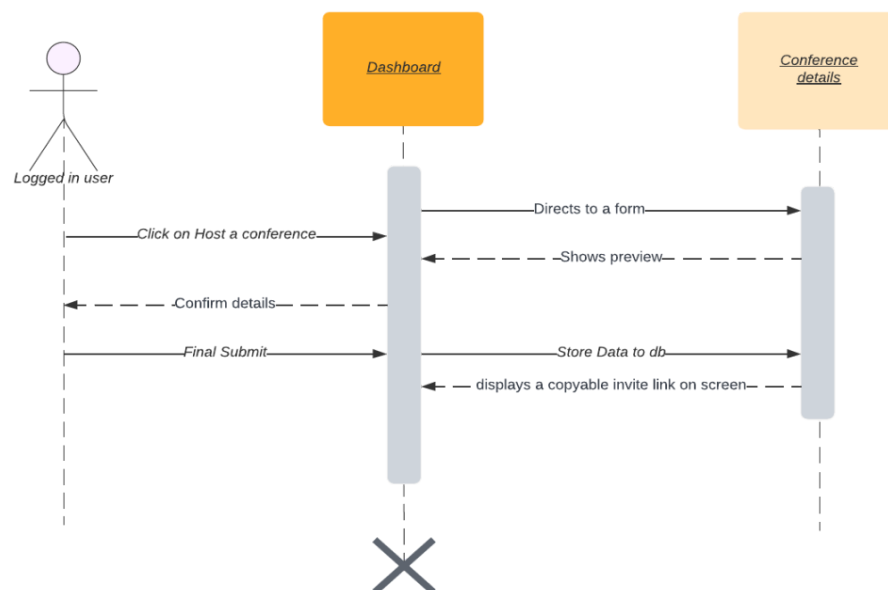 Dashboard
Conference
details
Logged in user
Directs to a form
Click on Host a conference
Shows preview
Confirm details
Final Submit
Store Data to db
displays a copyable invite link on screen